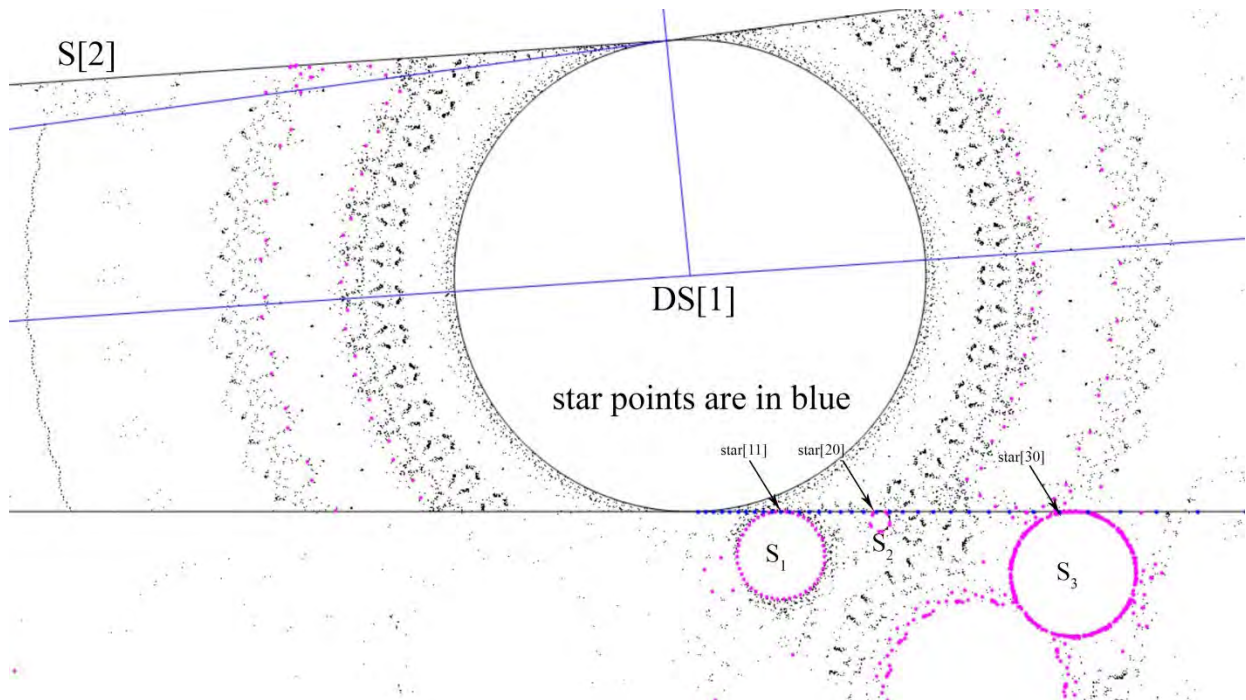 S[2]
DS[1]
star points are in blue
star[11]
star[20]
star[30]
S₁
S₂
S₃